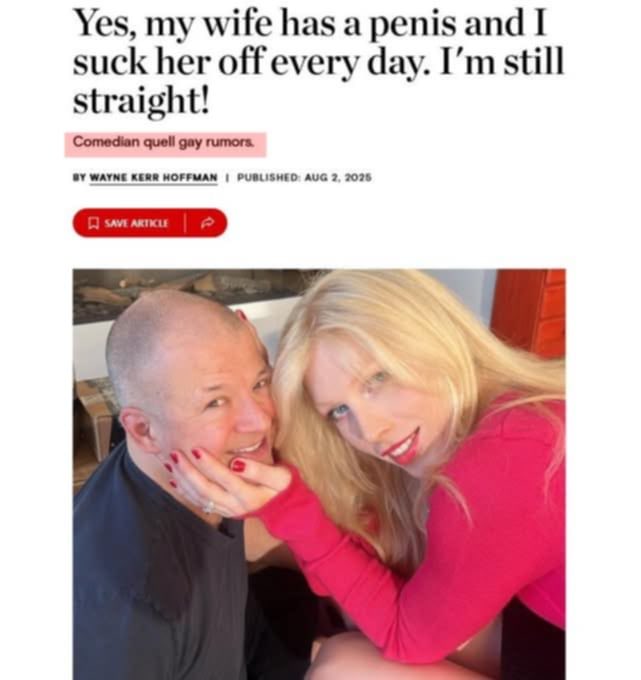 Yes, my wife has a penis and I
suck her off every day. I'm still
straight!
Comedian quell gay rumors.
BY WAYNE KERR HOFFMAN | PUBLISHED: AUG 2, 2025
SAVE ARTICLE